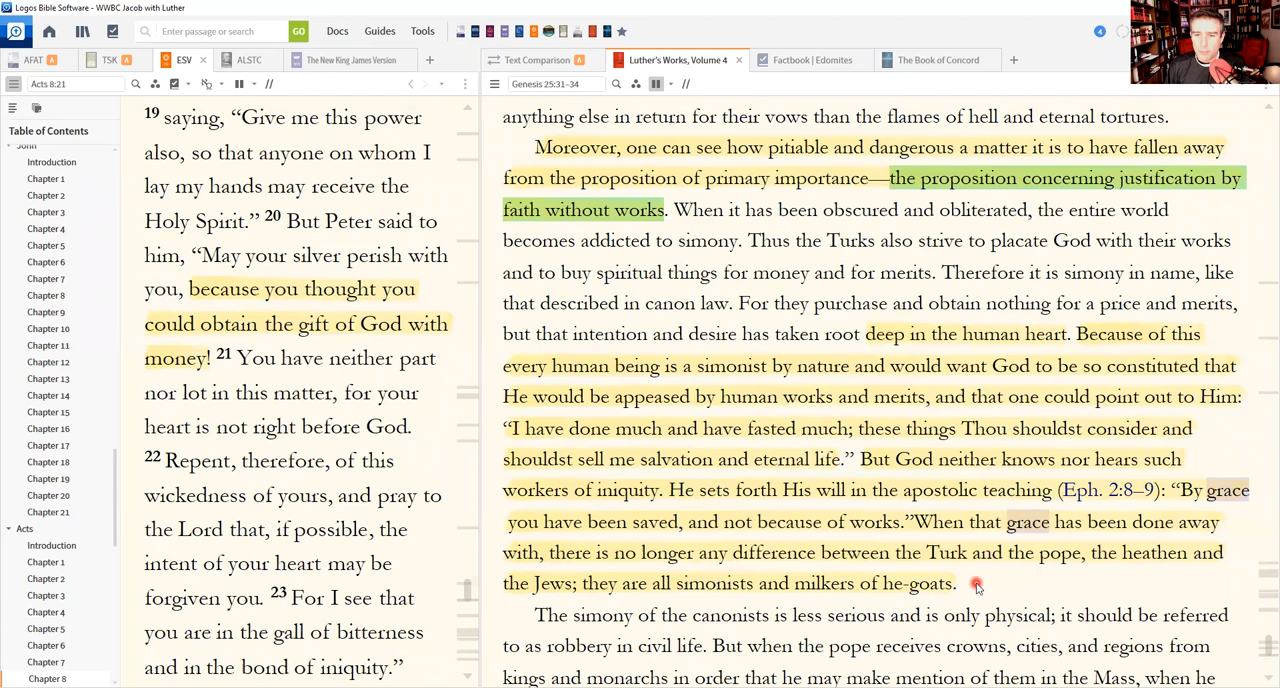 Logos Bible Software - WWBC Jacob with Luther
Enter passage or search
GO
Docs
Guides
Tools
4
AFAT A
TSK A
ESV
ALSTC
The New King James Version
Text Comparison A
Luther's Works, Volume 4
Factbook | Edomites
The Book of Concord
Acts 8:21
Genesis 25:31–34
Table of Contents
John
Introduction
Chapter 1
Chapter 2
Chapter 3
Chapter 4
Chapter 5
Chapter 6
Chapter 7
Chapter 8
Chapter 9
Chapter 10
Chapter 11
Chapter 12
Chapter 13
Chapter 14
Chapter 15
Chapter 16
Chapter 17
Chapter 18
Chapter 19
Chapter 20
Chapter 21
Acts
Introduction
Chapter 1
Chapter 2
Chapter 3
Chapter 4
Chapter 5
Chapter 6
Chapter 7
Chapter 8
19 saying, “Give me this power
also, so that anyone on whom I
lay my hands may receive the
Holy Spirit.” 20 But Peter said to
him, “May your silver perish with
you, because you thought you
could obtain the gift of God with
money! 21 You have neither part
nor lot in this matter, for your
heart is not right before God.
22 Repent, therefore, of this
wickedness of yours, and pray to
the Lord that, if possible, the
intent of your heart may be
forgiven you. 23 For I see that
you are in the gall of bitterness
and in the bond of iniquity.”
anything else in return for their vows than the flames of hell and eternal tortures.
Moreover, one can see how pitiable and dangerous a matter it is to have fallen away
from the proposition of primary importance—the proposition concerning justification by
faith without works. When it has been obscured and obliterated, the entire world
becomes addicted to simony. Thus the Turks also strive to placate God with their works
and to buy spiritual things for money and for merits. Therefore it is simony in name, like
that described in canon law. For they purchase and obtain nothing for a price and merits,
but that intention and desire has taken root deep in the human heart. Because of this
every human being is a simonist by nature and would want God to be so constituted that
He would be appeased by human works and merits, and that one could point out to Him:
“I have done much and have fasted much; these things Thou shouldst consider and
shouldst sell me salvation and eternal life.” But God neither knows nor hears such
workers of iniquity. He sets forth His will in the apostolic teaching (Eph. 2:8–9): “By grace
you have been saved, and not because of works.”When that grace has been done away
with, there is no longer any difference between the Turk and the pope, the heathen and
the Jews; they are all simonists and milkers of he-goats.
The simony of the canonists is less serious and is only physical; it should be referred
to as robbery in civil life. But when the pope receives crowns, cities, and regions from
kings and monarchs in order that he may make mention of them in the Mass, when he